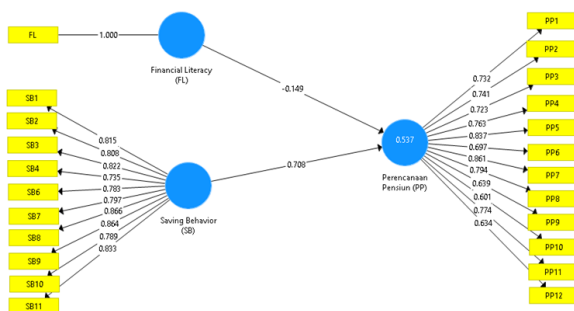 FL
1.000
Financial Literacy
(FL)
-0.149
SB1
SB2
SB3
SB4
SB6
SB7
SB8
SB9
SB10
SB11
0.815
0.808
0.822
0.735
0.783
0.797
0.866
0.864
0.789
0.833
Saving Behavior
(SB)
0.708
0.537
Perencanaan
Pensiun (PP)
0.732
0.741
0.723
0.763
0.837
0.697
0.861
0.794
0.639
0.601
0.774
0.634
PP1
PP2
PP3
PP4
PP5
PP6
PP7
PP8
PP9
PP10
PP11
PP12